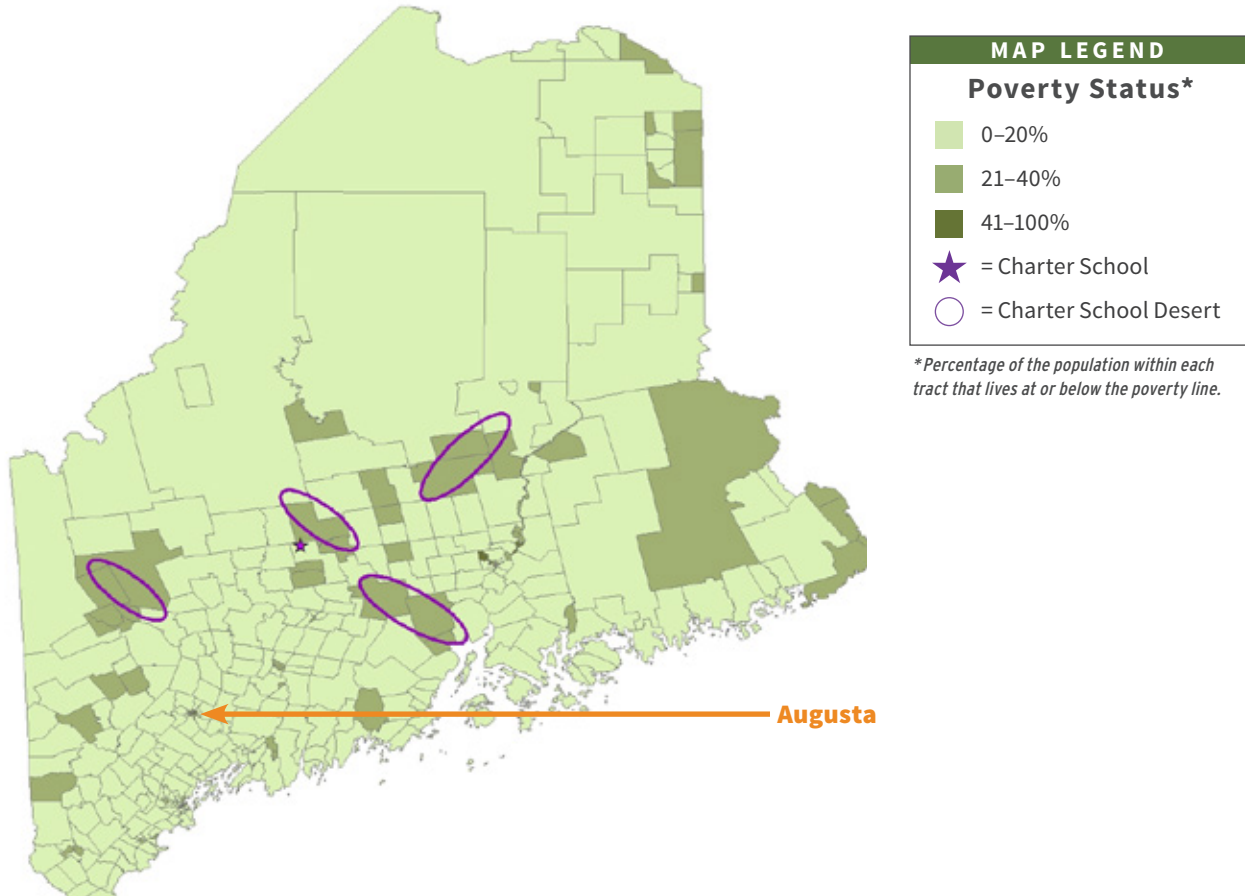 MAP LEGEND
Poverty Status*
0–20%
21–40%
41–100%
= Charter School
= Charter School Desert
*Percentage of the population within each
tract that lives at or below the poverty line.
Augusta